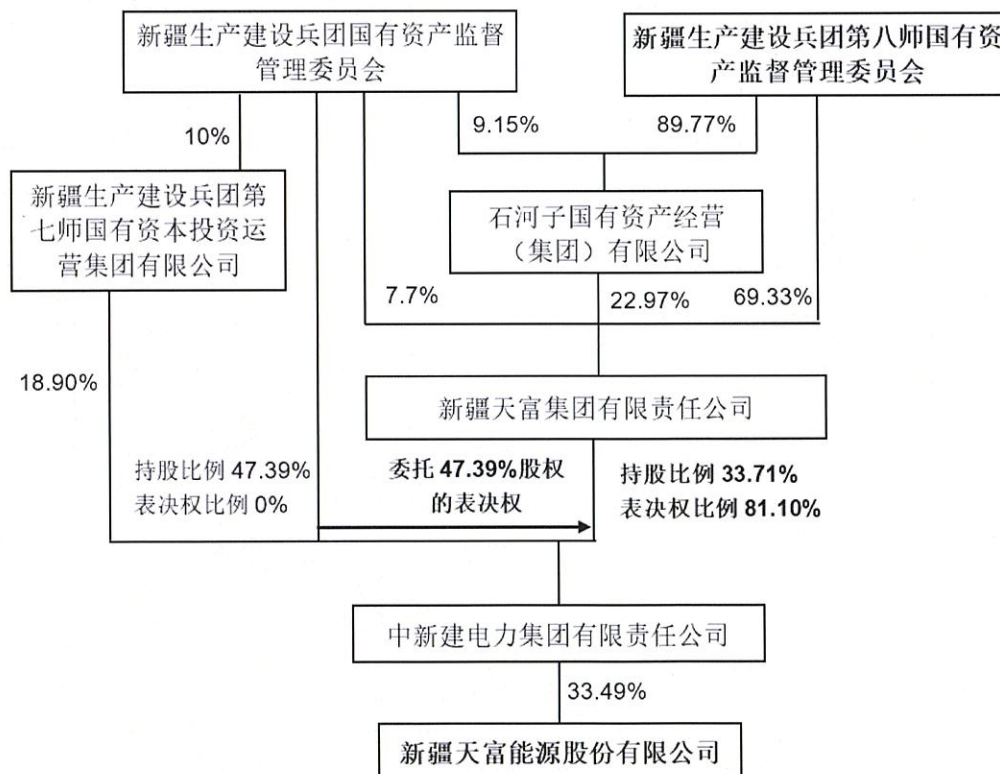 新疆生产建设兵团国有资产监督
管理委员会
新疆生产建设兵团第八师国有资
产监督管理委员会
10%
9.15%
89.77%
新疆生产建设兵团第
七师国有资本投资运
营集团有限公司
石河子国有资产经营
（集团）有限公司
7.7%
22.97%
69.33%
18.90%
新疆天富集团有限责任公司
持股比例 47.39%
表决权比例 0%
委托 47.39%股权
的表决权
持股比例 33.71%
表决权比例 81.10%
中新建电力集团有限责任公司
33.49%
新疆天富能源股份有限公司